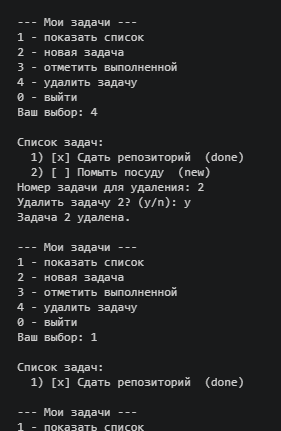 --- Мои задачи ---
1 - показать список
2 - новая задача
3 - отметить выполненной
4 - удалить задачу
0 - выйти
Ваш выбор: 4
Список задач:
1) [x] Сдать репозиторий  (done)
2) [ ] Помыть посуду  (new)
Номер задачи для удаления: 2
Удалить задачу 2? (y/n): y
Задача 2 удалена.
--- Мои задачи ---
1 - показать список
2 - новая задача
3 - отметить выполненной
4 - удалить задачу
0 - выйти
Ваш выбор: 1
Список задач:
1) [x] Сдать репозиторий  (done)
--- Мои задачи ---
1 - показать список